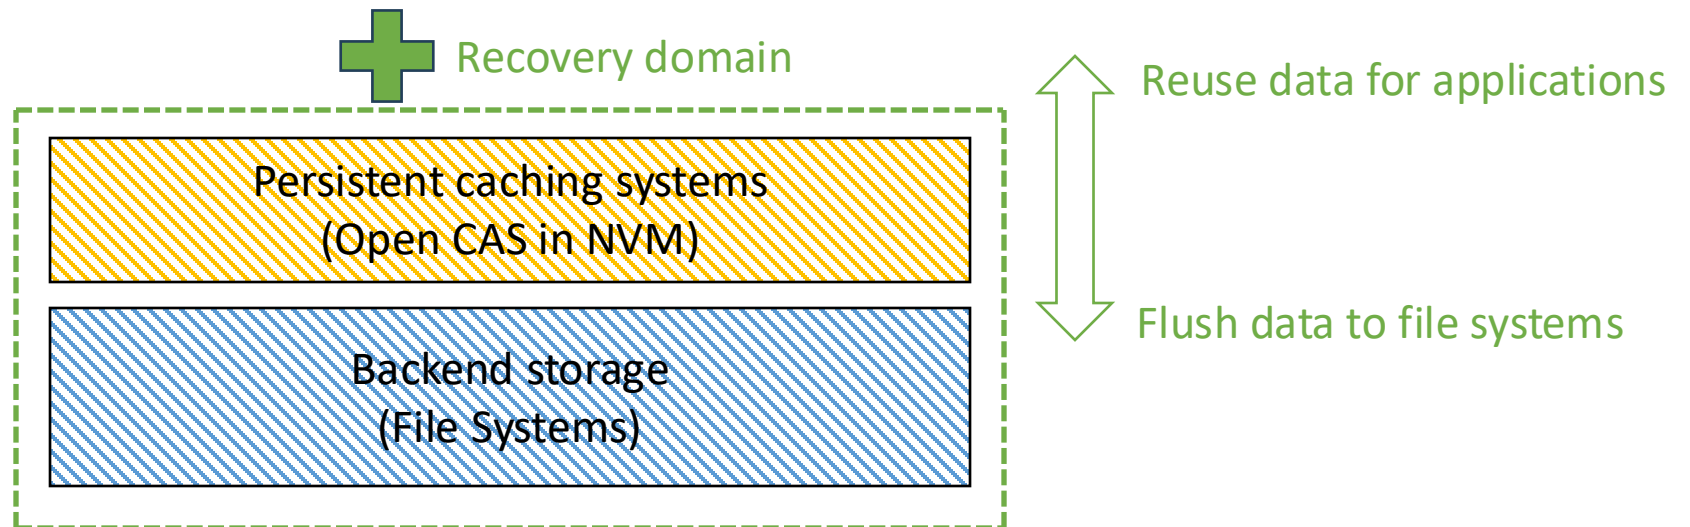 Recovery domain
Reuse data for applications
Persistent caching systems
(Open CAS in NVM)
Flush data to file systems
Backend storage
(File Systems)